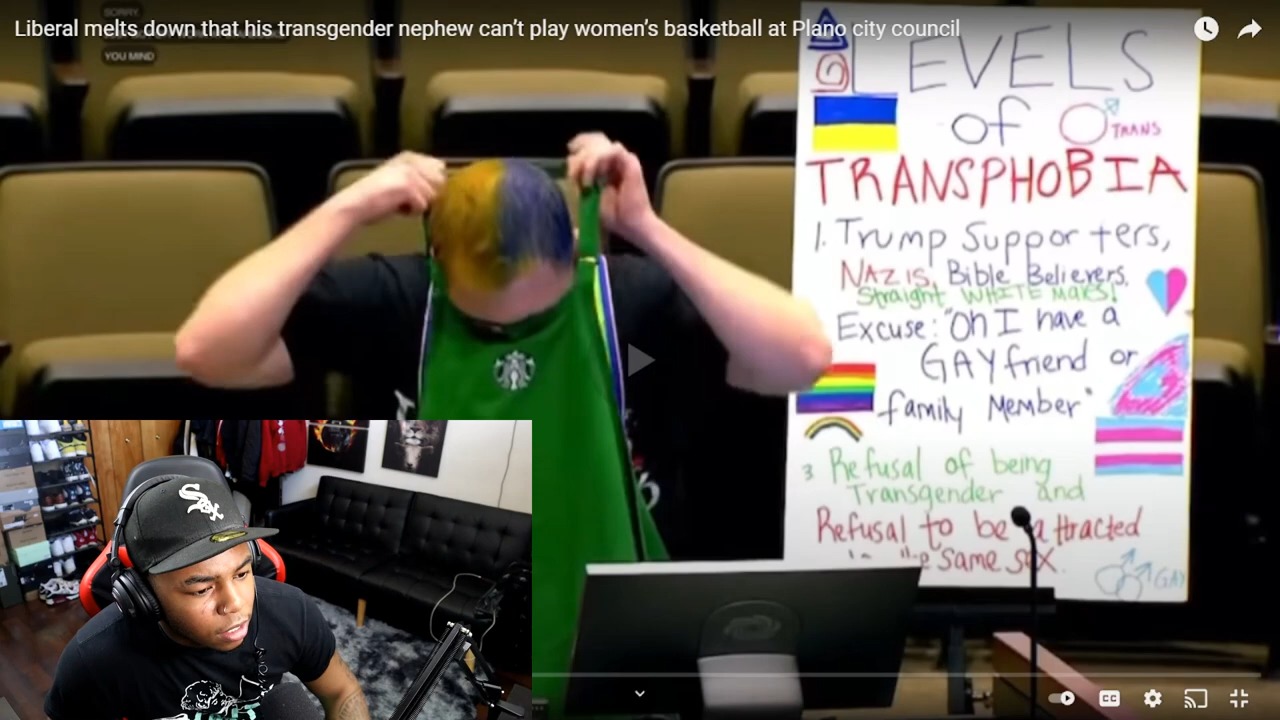 SORRY
Liberal melts down that his transgender nephew can't play women's basketball at Plano city council
YOU MIND
LEVELS
of TRANS
TRANSPHOBIA
1. Trump Supporters,
NAZIS, Bible Believers.
Straight WHITE MALES!
Excuse: "Oh I have a
GAY friend or
family Member"
3 Refusal of being
Transgender and
Refusal to be attracted
same sex.
GAY
SOX
CC